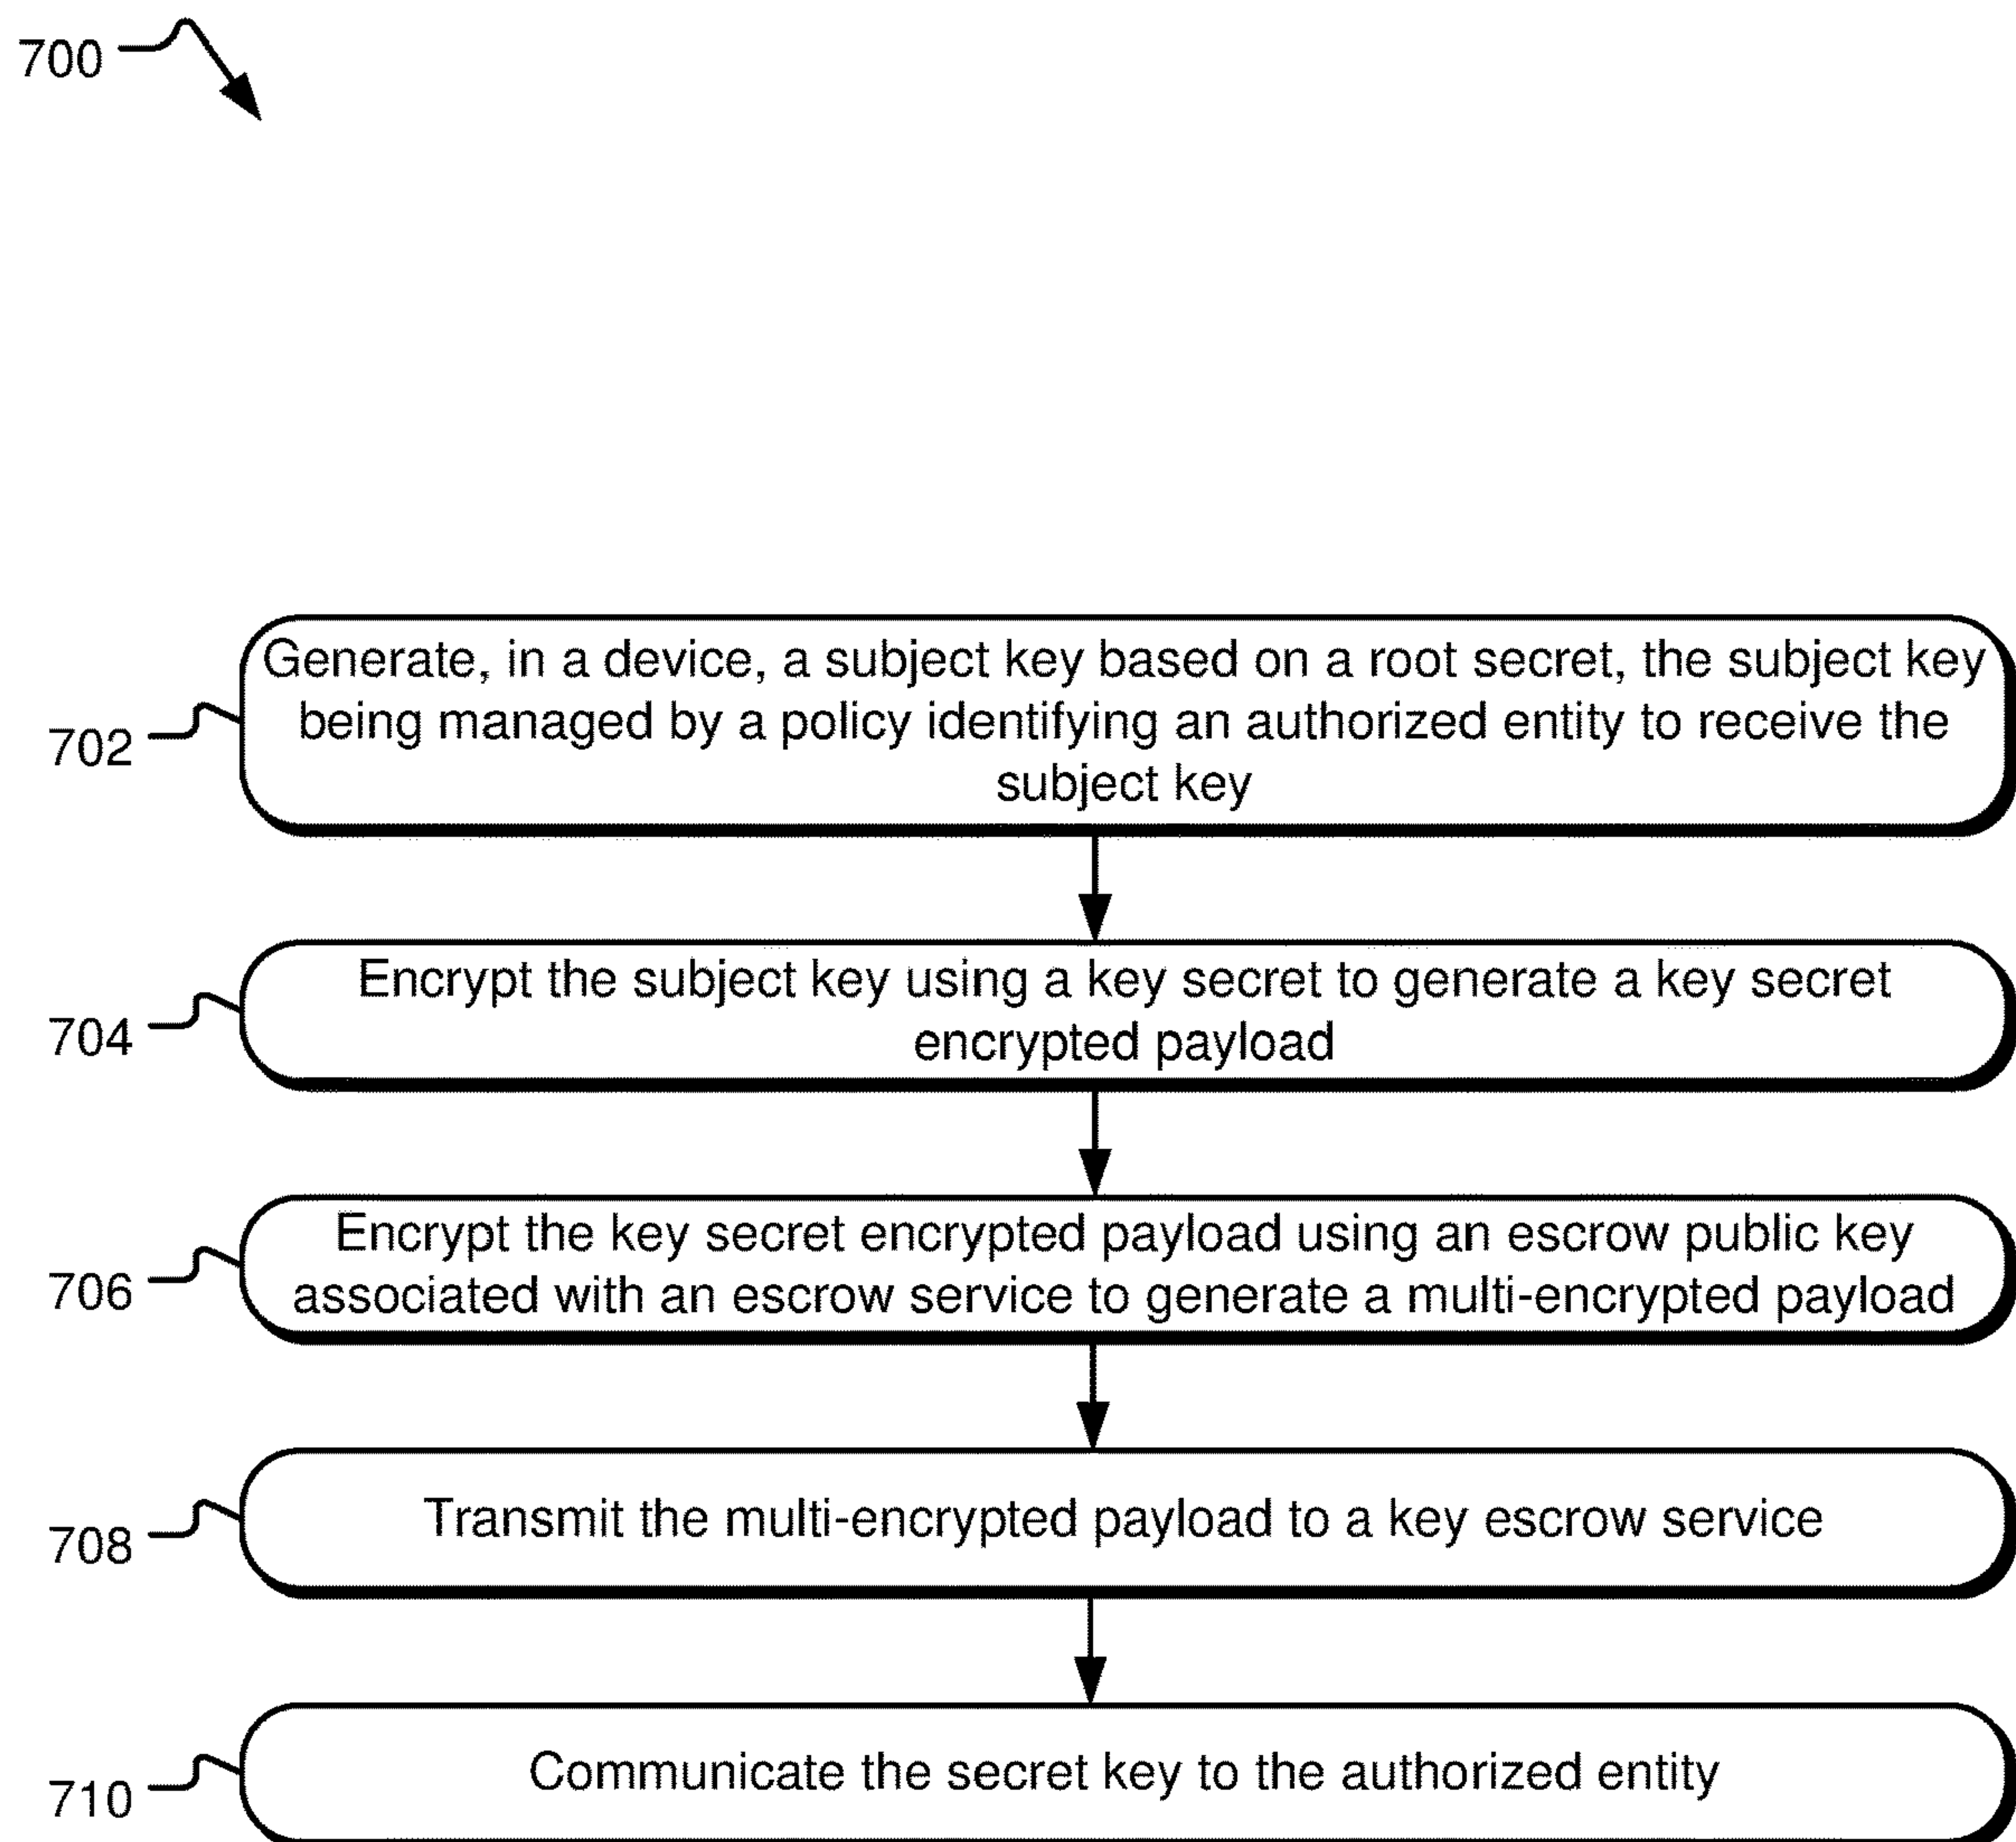 700
702
Generate, in a device, a subject key based on a root secret, the subject key
being managed by a policy identifying an authorized entity to receive the
subject key
704
Encrypt the subject key using a key secret to generate a key secret
encrypted payload
706
Encrypt the key secret encrypted payload using an escrow public key
associated with an escrow service to generate a multi-encrypted payload
708
Transmit the multi-encrypted payload to a key escrow service
710
Communicate the secret key to the authorized entity